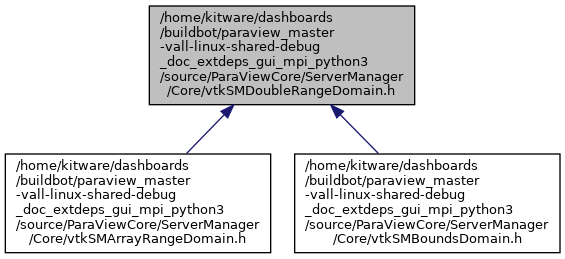 /home/kitware/dashboards
/buildbot/paraview_master
-vall-linux-shared-debug
_doc_extdeps_gui_mpi_python3
/source/ParaViewCore/ServerManager
/Core/vtkSMDoubleRangeDomain.h
/home/kitware/dashboards
/buildbot/paraview_master
-vall-linux-shared-debug
_doc_extdeps_gui_mpi_python3
/source/ParaViewCore/ServerManager
/Core/vtkSMArrayRangeDomain.h
/home/kitware/dashboards
/buildbot/paraview_master
-vall-linux-shared-debug
_doc_extdeps_gui_mpi_python3
/source/ParaViewCore/ServerManager
/Core/vtkSMBoundsDomain.h